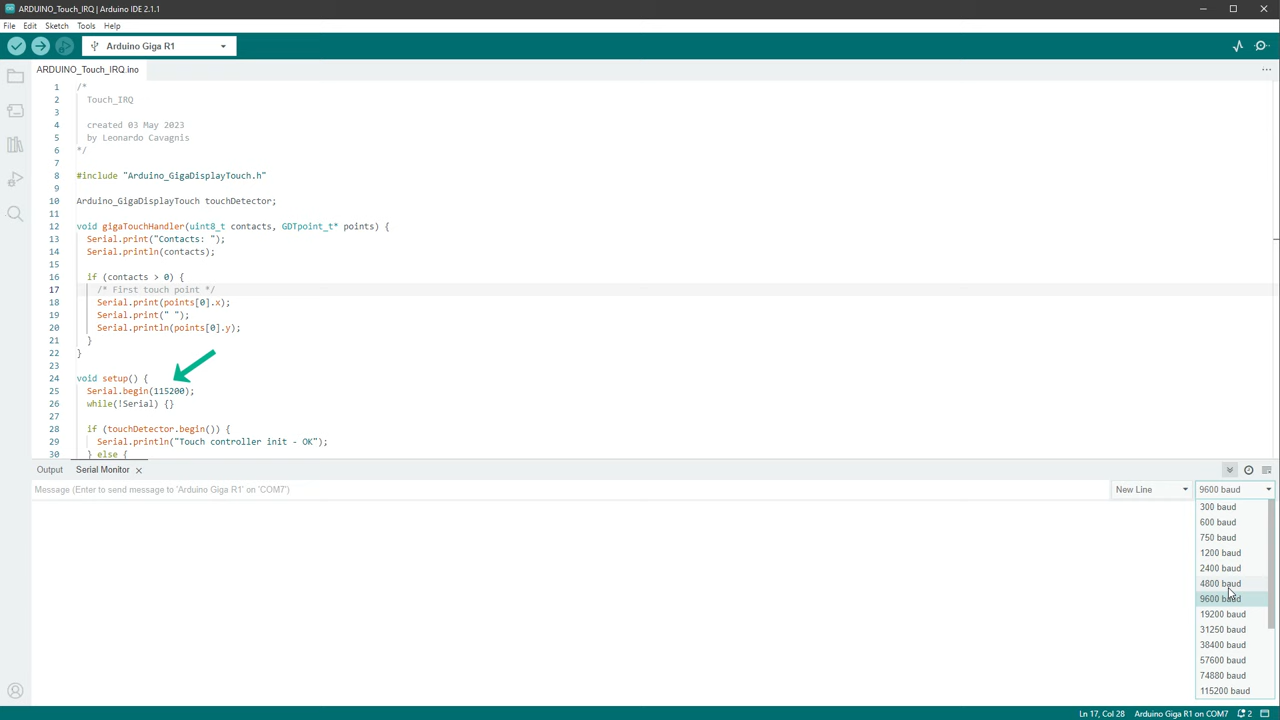 ARDUINO_Touch_IRQ | Arduino IDE 2.1.1
File Edit Sketch Tools Help
Arduino Giga R1
ARDUINO_Touch_IRQ.ino
1 /*
2 Touch_IRQ
3
4 created 03 May 2023
5 by Leonardo Cavagnis
6 */
7
8 #include "Arduino_GigaDisplayTouch.h"
9
10 Arduino_GigaDisplayTouch touchDetector;
11
12 void gigaTouchHandler(uint8_t contacts, GDTpoint_t* points) {
13 Serial.print("Contacts: ");
14 Serial.println(contacts);
15
16 if (contacts > 0) {
17 /* First touch point */
18 Serial.print(points[0].x);
19 Serial.print(" ");
20 Serial.println(points[0].y);
21 }
22 }
23
24 void setup() {
25 Serial.begin(115200);
26 while(!Serial) {}
27
28 if (touchDetector.begin()) {
29 Serial.println("Touch controller init - OK");
30 } else {
Output Serial Monitor
Message (Enter to send message to 'Arduino Giga R1' on 'COM7') New Line 9600 baud
300 baud
600 baud
750 baud
1200 baud
2400 baud
4800 baud
9600 baud
19200 baud
31250 baud
38400 baud
57600 baud
74880 baud
115200 baud
Ln 17, Col 28 Arduino Giga R1 on COM7 2